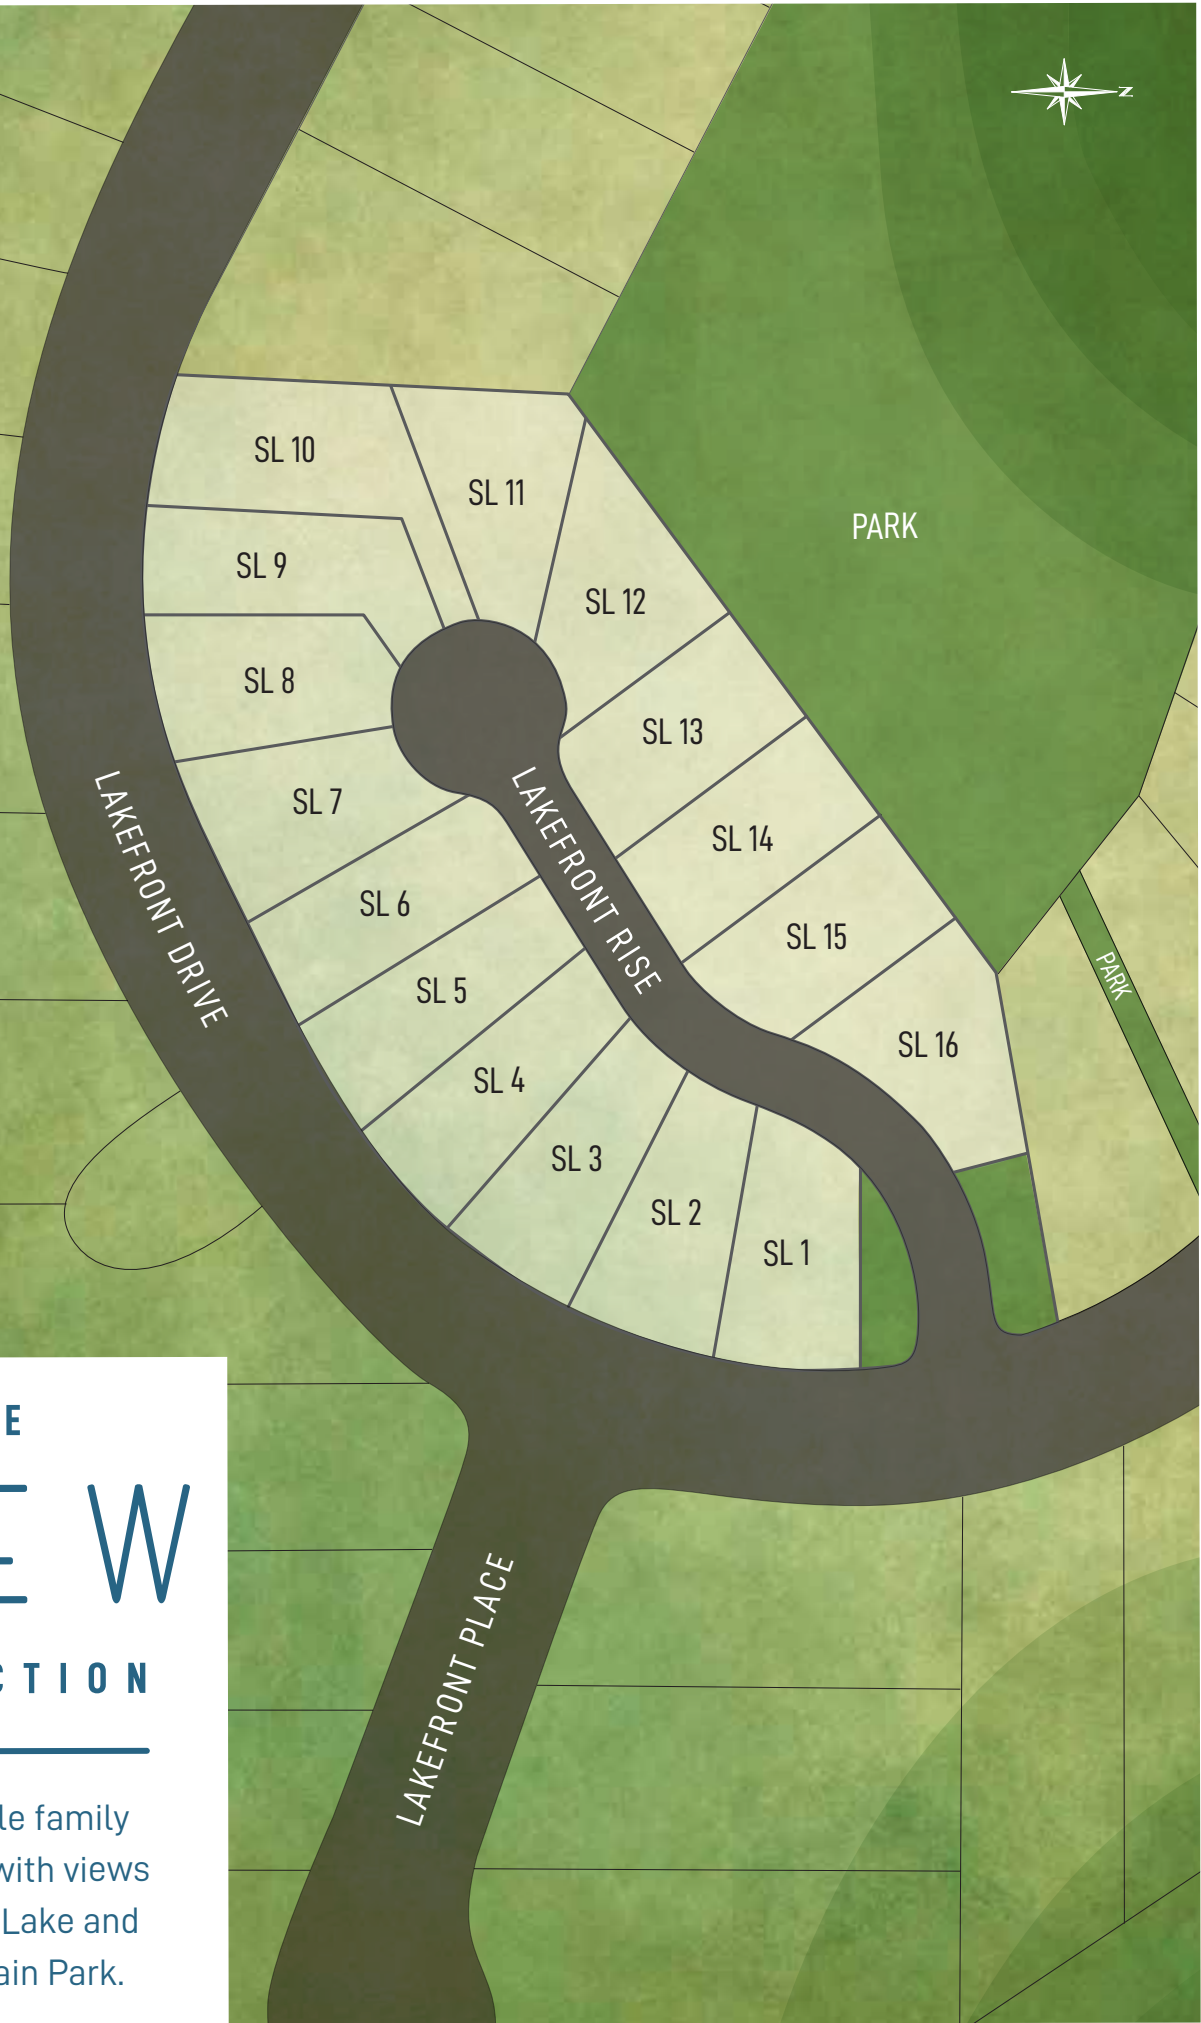 N
SL 10
SL 11
PARK
SL 9
SL 12
SL 8
SL 13
SL 7
SL 14
LAKEFRONT DRIVE
LAKEFRONT RISE
SL 6
SL 15
SL 5
PARK
SL 16
SL 4
SL 3
SL 2
SL 1
E
E W
CTION
le family
with views
Lake and
ain Park.
LAKEFRONT PLACE